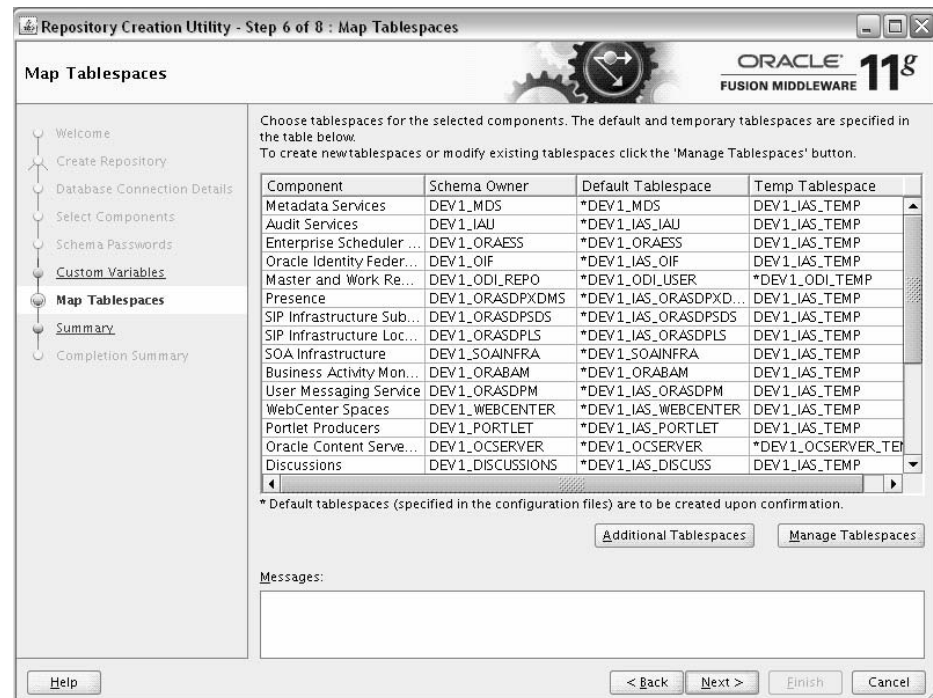 Repository Creation Utility - Step 6 of 8 : Map Tablespaces
Map Tablespaces
ORACLE
FUSION MIDDLEWARE 11g
Welcome
Create Repository
Database Connection Details
Select Components
Schema Passwords
Custom Variables
Map Tablespaces
Summary
Completion Summary
Choose tablespaces for the selected components. The default and temporary tablespaces are specified in
the table below.
To create new tablespaces or modify existing tablespaces click the 'Manage Tablespaces' button.
Component Schema Owner Default Tablespace Temp Tablespace
Metadata Services DEV1_MDS *DEV1_MDS DEV1_IAS_TEMP
Audit Services DEV1_IAU *DEV1_IAS_IAU DEV1_IAS_TEMP
Enterprise Scheduler ... DEV1_ORAESS *DEV1_ORAESS DEV1_IAS_TEMP
Oracle Identity Feder... DEV1_OIF *DEV1_IAS_OIF DEV1_IAS_TEMP
Master and Work Re... DEV1_ODI_REPO *DEV1_ODI_USER *DEV1_ODI_TEMP
Presence DEV1_ORASDPXDMS *DEV1_IAS_ORASDPXD... DEV1_IAS_TEMP
SIP Infrastructure Sub... DEV1_ORASDPSDS *DEV1_IAS_ORASDPSDS DEV1_IAS_TEMP
SIP Infrastructure Loc... DEV1_ORASDPLS *DEV1_IAS_ORASDPLS DEV1_IAS_TEMP
SOA Infrastructure DEV1_SOAINFRA *DEV1_SOAINFRA DEV1_IAS_TEMP
Business Activity Mon... DEV1_ORABAM *DEV1_ORABAM DEV1_IAS_TEMP
User Messaging Service DEV1_ORASDPM *DEV1_IAS_ORASDPM DEV1_IAS_TEMP
WebCenter Spaces DEV1_WEBCENTER *DEV1_IAS_WEBCENTER DEV1_IAS_TEMP
Portlet Producers DEV1_PORTLET *DEV1_IAS_PORTLET DEV1_IAS_TEMP
Oracle Content Serve... DEV1_OCSERVER *DEV1_OCSERVER *DEV1_OCSERVER_TEM
Discussions DEV1_DISCUSSIONS *DEV1_IAS_DISCUSS DEV1_IAS_TEMP
* Default tablespaces (specified in the configuration files) are to be created upon confirmation.
Additional Tablespaces Manage Tablespaces
Messages:
Help < Back Next > Finish Cancel